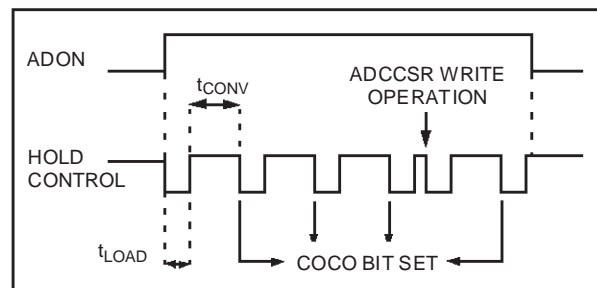 ADON
ADCCSR WRITE
OPERATION
tCONV
HOLD
CONTROL
tLOAD
COCO BIT SET